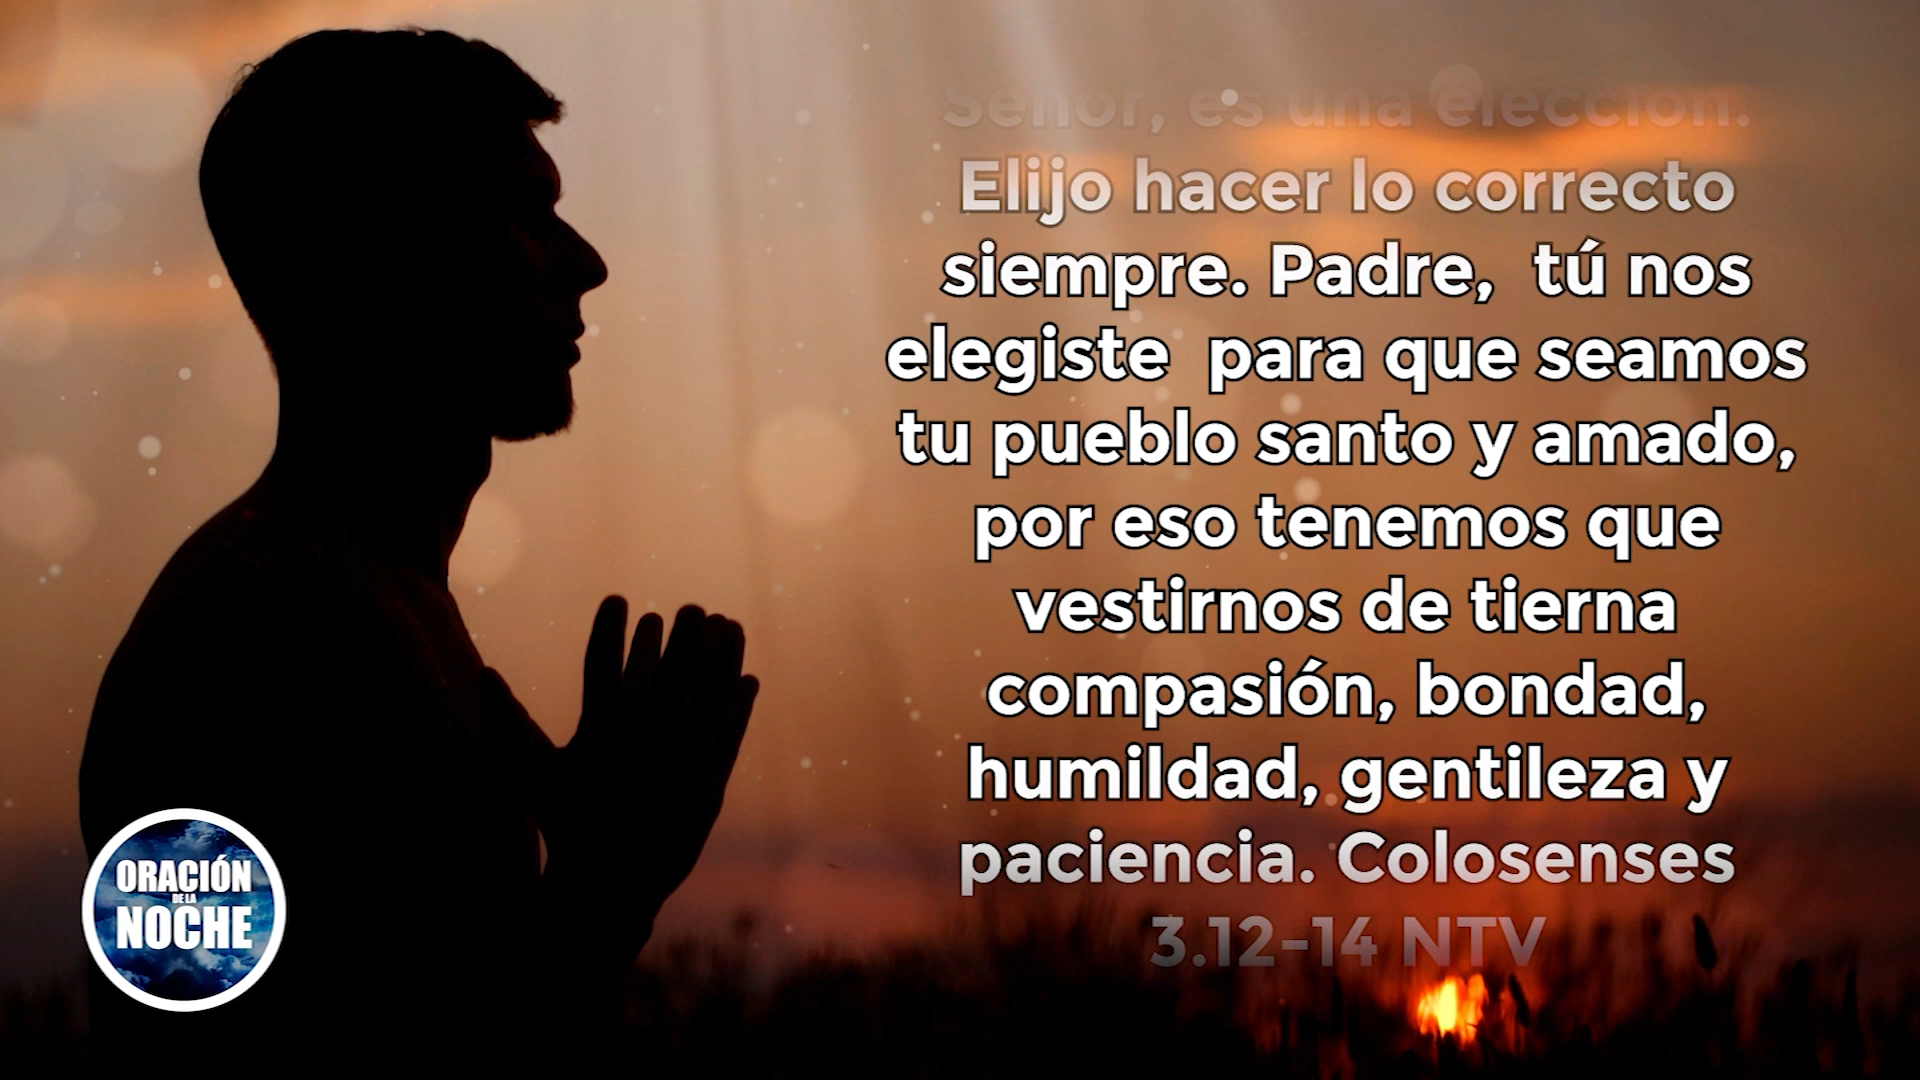 Señor, es una elección.
Elijo hacer lo correcto
siempre. Padre,  tú nos
elegiste  para que seamos
tu pueblo santo y amado,
por eso tenemos que
vestirnos de tierna
compasión, bondad,
humildad, gentileza y
paciencia. Colosenses
3.12-14 NTV
ORACIÓN
DE LA
NOCHE